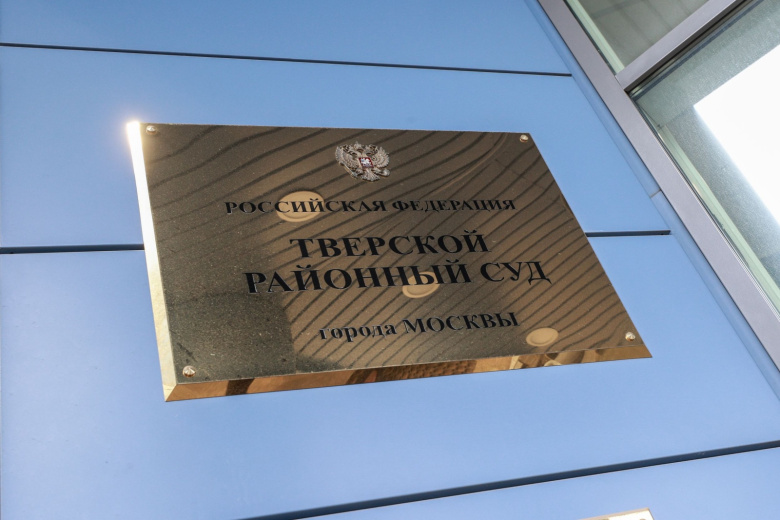 РОССИЙСКАЯ ФЕДЕРАЦИЯ
ТВЕРСКОЙ
РАЙОННЫЙ СУД
города МОСКВЫ